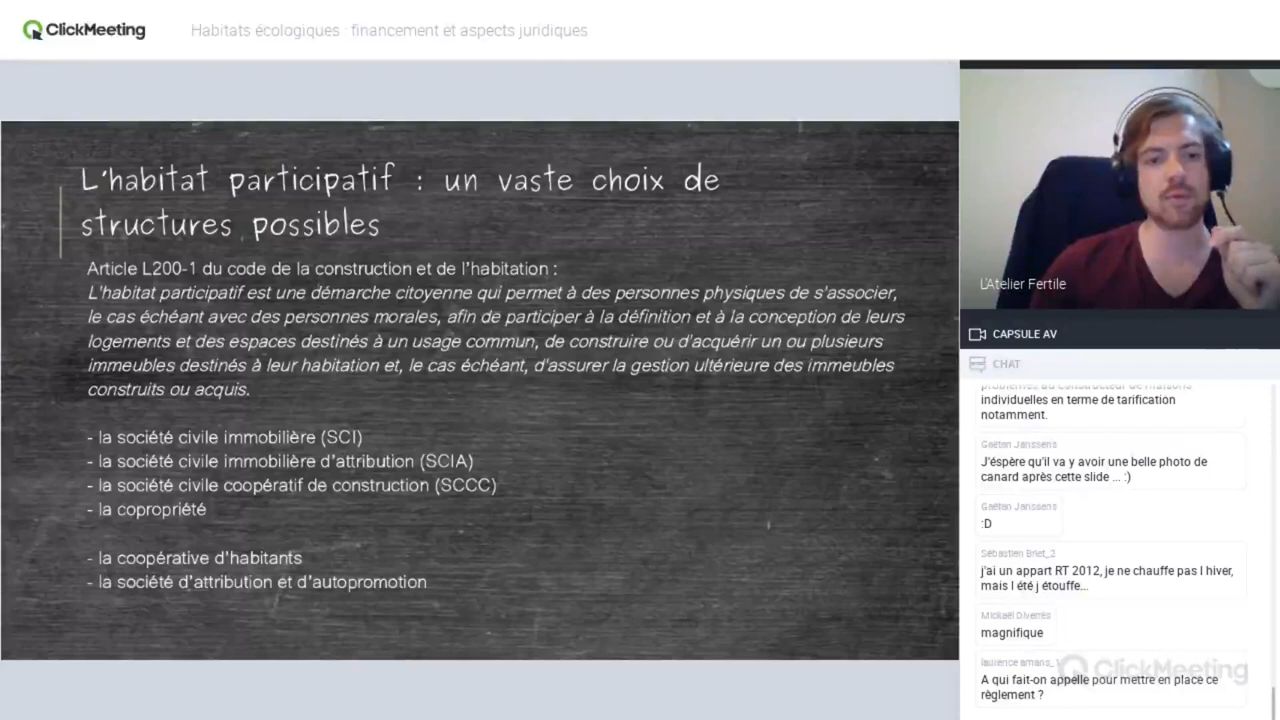 ClickMeeting
Habitats écologiques : financement et aspects juridiques
L'habitat participatif : un vaste choix de
structures possibles
Article L200-1 du code de la construction et de l'habitation :
L'habitat participatif est une démarche citoyenne qui permet à des personnes physiques de s'associer,
le cas échéant avec des personnes morales, afin de participer à la définition et à la conception de leurs
logements et des espaces destinés à un usage commun, de construire ou d'acquérir un ou plusieurs
immeubles destinés à leur habitation et, le cas échéant, d'assurer la gestion ultérieure des immeubles
construits ou acquis.
- la société civile immobilière (SCI)
- la société civile immobilière d'attribution (SCIA)
- la société civile coopératif de construction (SCCC)
- la copropriété
- la coopérative d'habitants
- la société d'attribution et d'autopromotion
L'Atelier Fertile
CAPSULE AV
CHAT
problèmes au constructeur de maisons
individuelles en terme de tarification
notamment.
Gaëtan Janssens
J'éspère qu'il va y avoir une belle photo de
canard après cette slide ... :)
Gaëtan Janssens
:D
Sébastien Briet_2
j'ai un appart RT 2012, je ne chauffe pas l hiver,
mais l été j étouffe...
Mickaël Diverrès
magnifique
laurence amans_
A qui fait-on appelle pour mettre en place ce
règlement ?
ClickMeeting